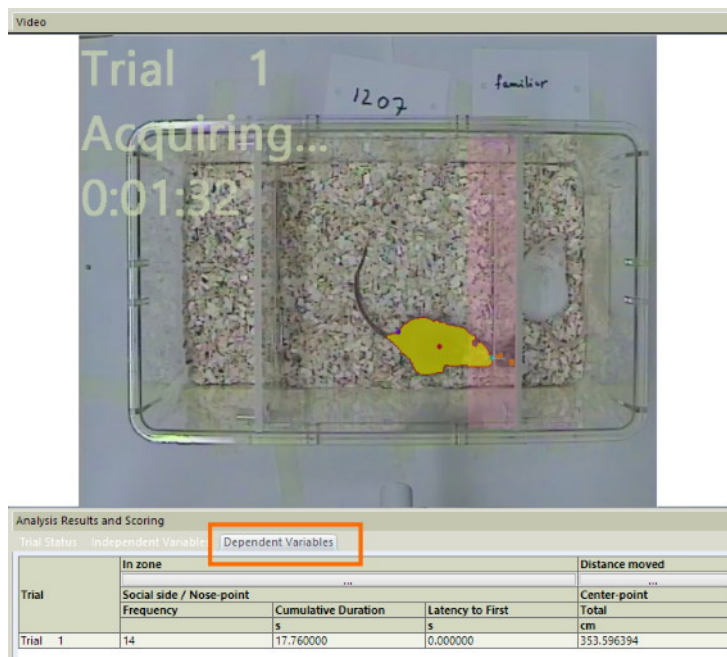 Video
Trial 1
1207
familiar
Acquiring...
0:01:32
Analysis Results and Scoring
Trial Status Independent Variables Dependent Variables
In zone Distance moved
... ...
Trial Social side / Nose-point Center-point
Frequency Cumulative Duration Latency to First Total
s s cm
Trial 1 14 17.760000 0.000000 353.596394